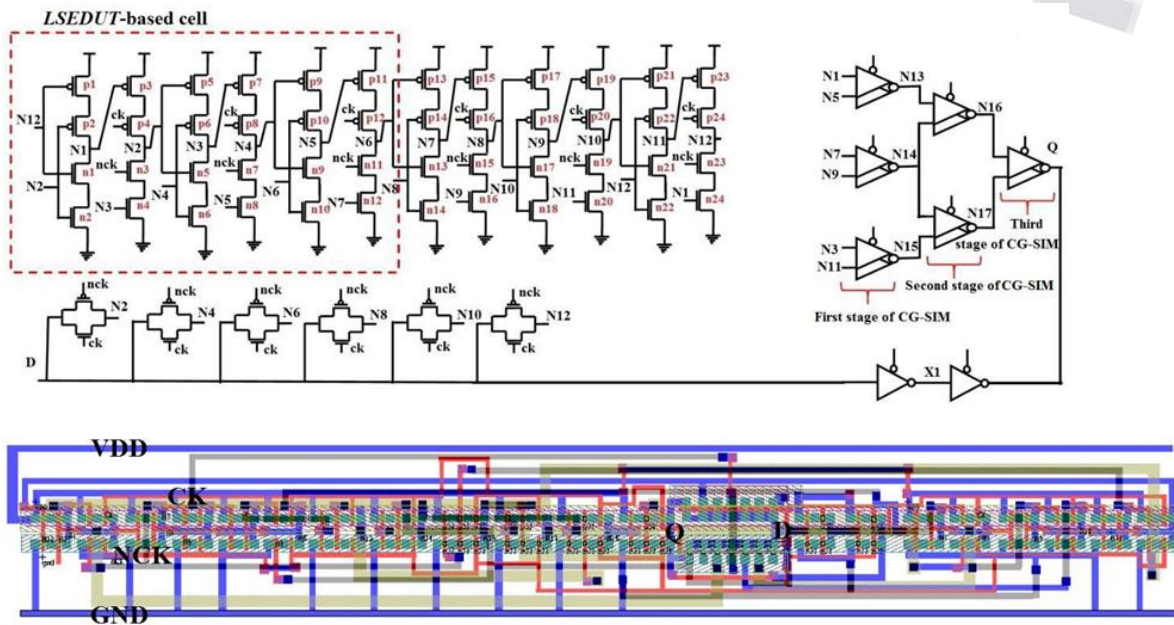 LSEDUT-based cell
p1 p3 p5 p7 p9 p11 p13 p15 p17 p19 p21 p23
N12 ck ck ck ck ck ck
p2 p4 p6 p8 p10 p12 p14 p16 p18 p20 p22 p24
N1 N2 N3 N4 N5 N6 N7 N8 N9 N10 N11 N12
nck nck nck nck nck nck
n1 n3 n5 n7 n9 n11 n13 n15 n17 n19 n21 n23
N2 N4 N6 N8 N10 N12
N3 N5 N7 N9 N11 N1
n2 n4 n6 n8 n10 n12 n14 n16 n18 n20 n22 n24
N1
N5
N13
N16
N7
N9
N14
Q
N3
N11
N15
N17
Third
stage of CG-SIM
Second stage of CG-SIM
First stage of CG-SIM
nck nck nck nck nck nck
N2 N4 N6 N8 N10 N12
ck ck ck ck ck ck
D
X1
VDD
CK
Q
D
NCK
GND